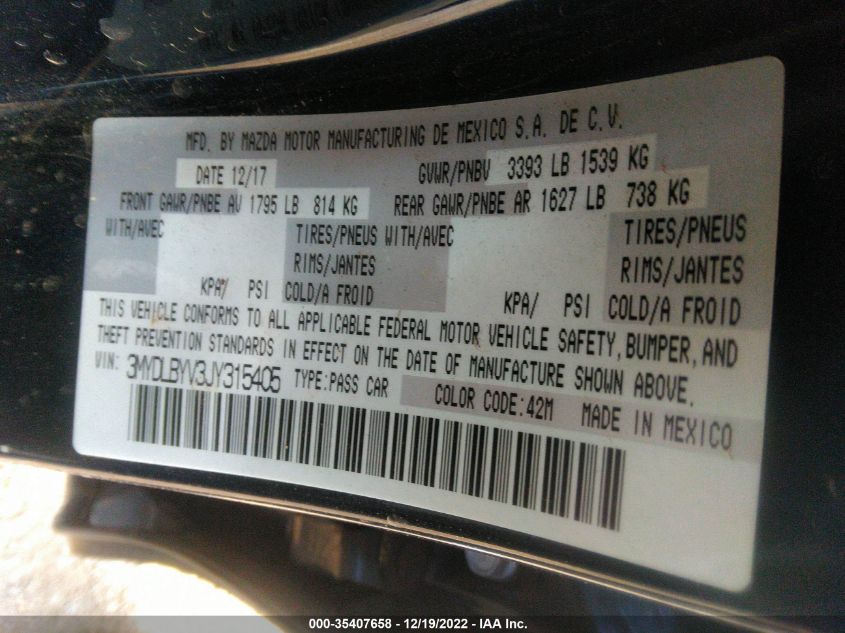 MFD. BY MAZDA MOTOR MANUFACTURING DE MEXICO S.A. DE C.V.
DATE 12/17 GVWR/PNBV 3393 LB 1539 KG
FRONT GAWR/PNBE AV 1795 LB 814 KG REAR GAWR/PNBE AR 1627 LB 738 KG
WITH/AVEC TIRES/PNEUS WITH/AVEC TIRES/PNEUS
RIMS/JANTES RIMS/JANTES
KPA/ PSI COLD/A FROID KPA/ PSI COLD/A FROID
THIS VEHICLE CONFORMS TO ALL APPLICABLE FEDERAL MOTOR VEHICLE SAFETY, BUMPER, AND
THEFT PREVENTION STANDARDS IN EFFECT ON THE DATE OF MANUFACTURE SHOWN ABOVE.
VIN: 3MYDLBYV3JY315405 TYPE: PASS CAR COLOR CODE: 42M MADE IN MEXICO
000-35407658 - 12/19/2022 - IAA Inc.